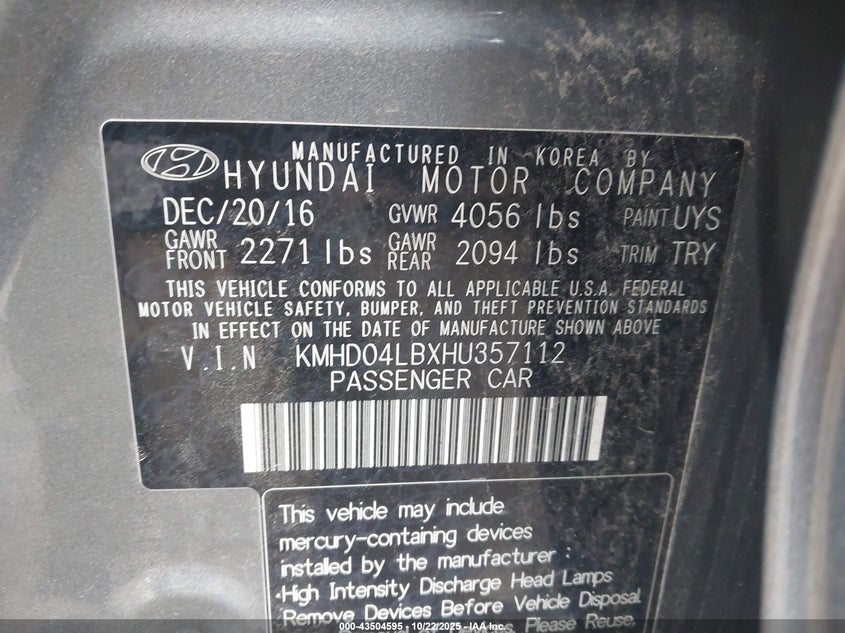 MANUFACTURED IN KOREA BY
HYUNDAI MOTOR COMPANY
DEC/20/16 GVWR 4056 lbs PAINT UYS
GAWR FRONT 2271 lbs GAWR REAR 2094 lbs TRIM TRY
THIS VEHICLE CONFORMS TO ALL APPLICABLE U.S.A. FEDERAL
MOTOR VEHICLE SAFETY, BUMPER, AND THEFT PREVENTION STANDARDS
IN EFFECT ON THE DATE OF MANUFACTURE SHOWN ABOVE
V.I.N KMHD04LBXHU357112
PASSENGER CAR
This vehicle may include
mercury-containing devices
installed by the manufacturer :
•High Intensity Discharge Head Lamps
Remove Devices Before Vehicle Disposal.
Please Reuse,
000-43504595 - 10/22/2025 - IAA Inc.